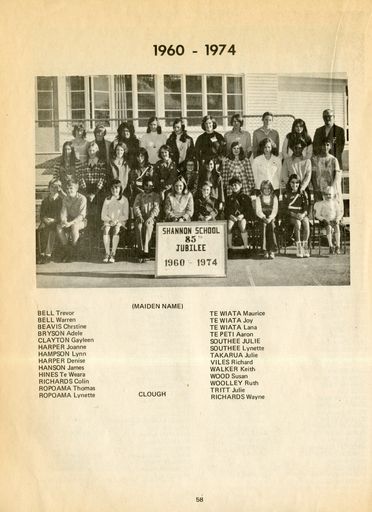 1960 - 1974
SHANNON SCHOOL
85TH
JUBILEE
1960 - 1974
(MAIDEN NAME)
BELL Trevor
BELL Warren
BEAVIS Christine
BRYSON Adele
CLAYTON Gayleen
HARPER Joanne
HAMPSON Lynn
HARPER Denise
HANSON James
HINES Te Weara
RICHARDS Colin
ROPOAMA Thomas
ROPOAMA Lynette CLOUGH
TE WIATA Maurice
TE WIATA Joy
TE WIATA Lana
TE PETI Aaron
SOUTHEE JULIE
SOUTHEE Lynette
TAKARUA Julie
VILES Richard
WALKER Keith
WOOD Susan
WOOLLEY Ruth
TRITT Julie
RICHARDS Wayne
58